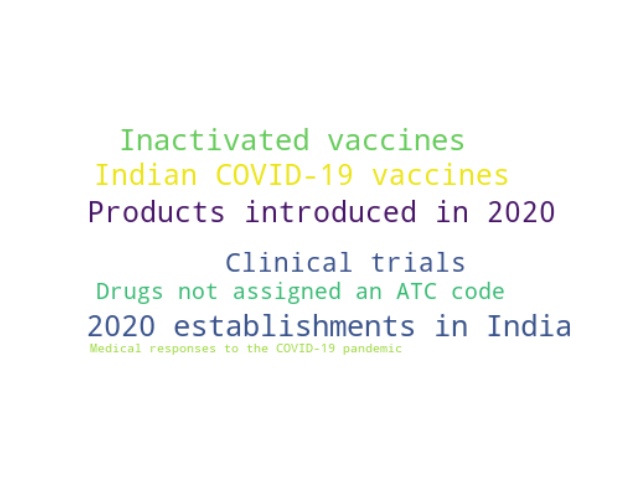 Inactivated vaccines
Indian COVID-19 vaccines
Products introduced in 2020
Clinical trials
Drugs not assigned an ATC code
2020 establishments in India
Medical responses to the COVID-19 pandemic